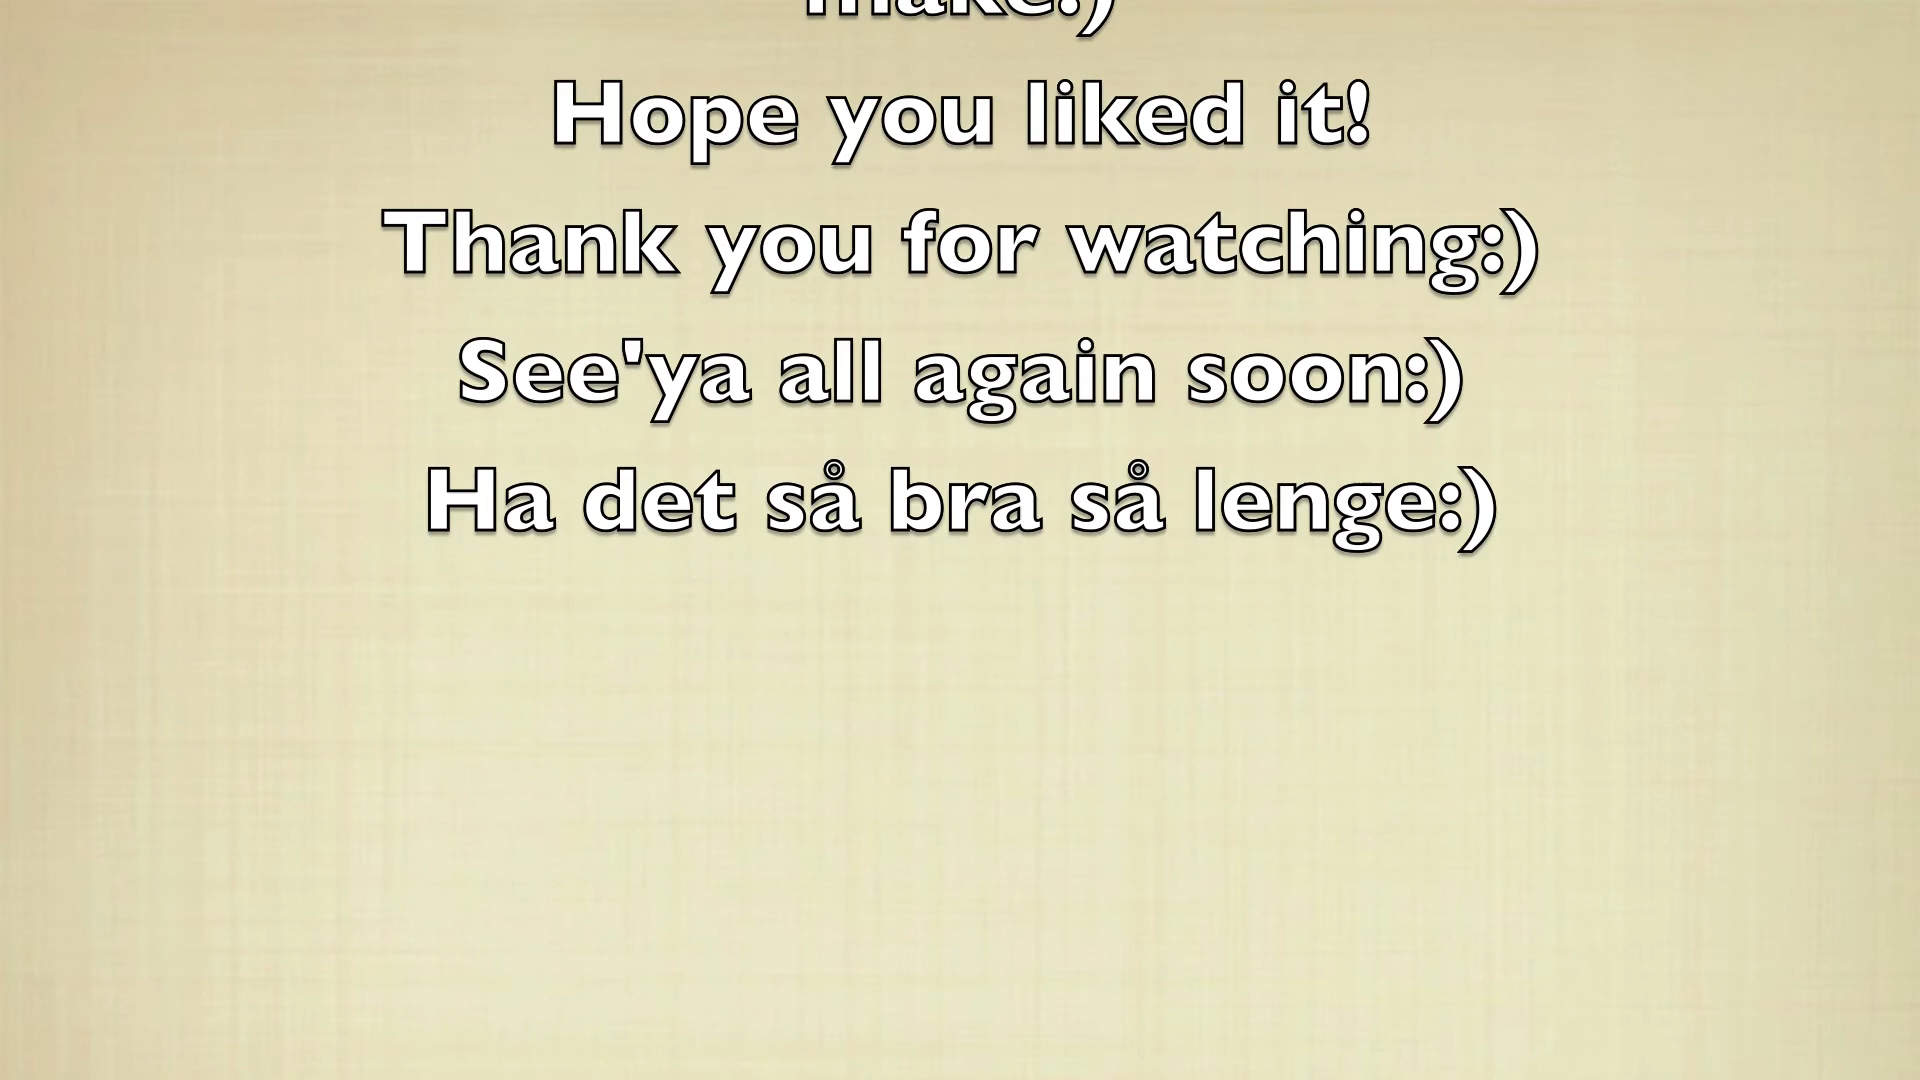 make:)
Hope you liked it!
Thank you for watching:)
See'ya all again soon:)
Ha det så bra så lenge:)